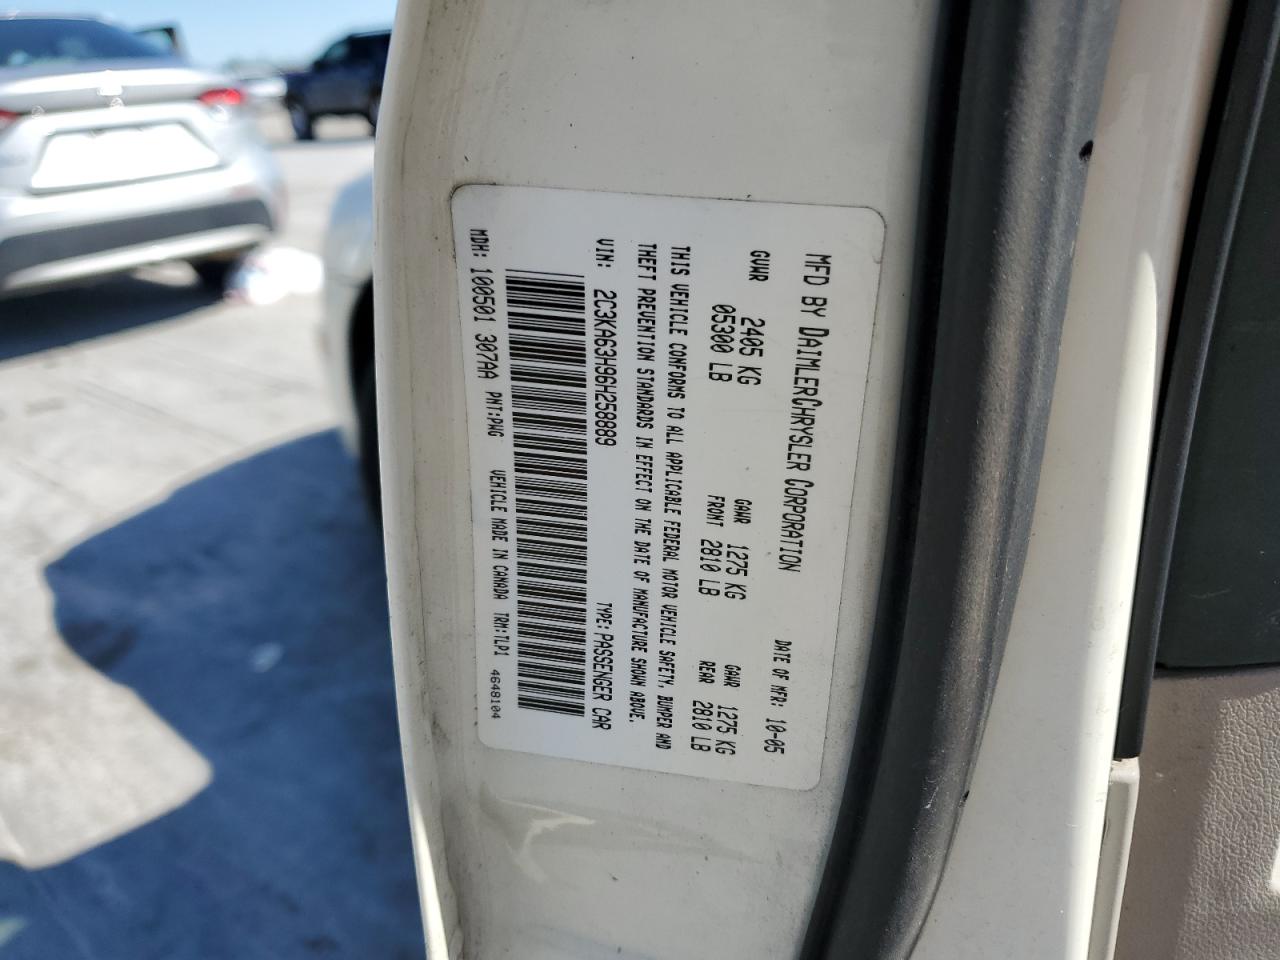 MFD BY DAIMLERCHRYSLER CORPORATION DATE OF MFR: 10-05
GVWR 2405 KG GAWR 1275 KG GAWR 1275 KG
05300 LB FRONT 2810 LB REAR 2810 LB
THIS VEHICLE CONFORMS TO ALL APPLICABLE FEDERAL MOTOR VEHICLE SAFETY, BUMPER AND
THEFT PREVENTION STANDARDS IN EFFECT ON THE DATE OF MANUFACTURE SHOWN ABOVE.
VIN: 2C3KA63H96H258889 TYPE: PASSENGER CAR
MDH: 100501 307AA PNT:PWG VEHICLE MADE IN CANADA TRM:TLP1 4648104